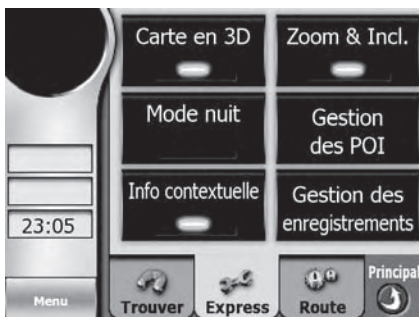 Carte en 3D
Zoom & Incl.
Mode nuit
Gestion
des POI
Info contextuelle
Gestion des
enregistrements
23:05
Menu
Trouver
Express
Route
Principal